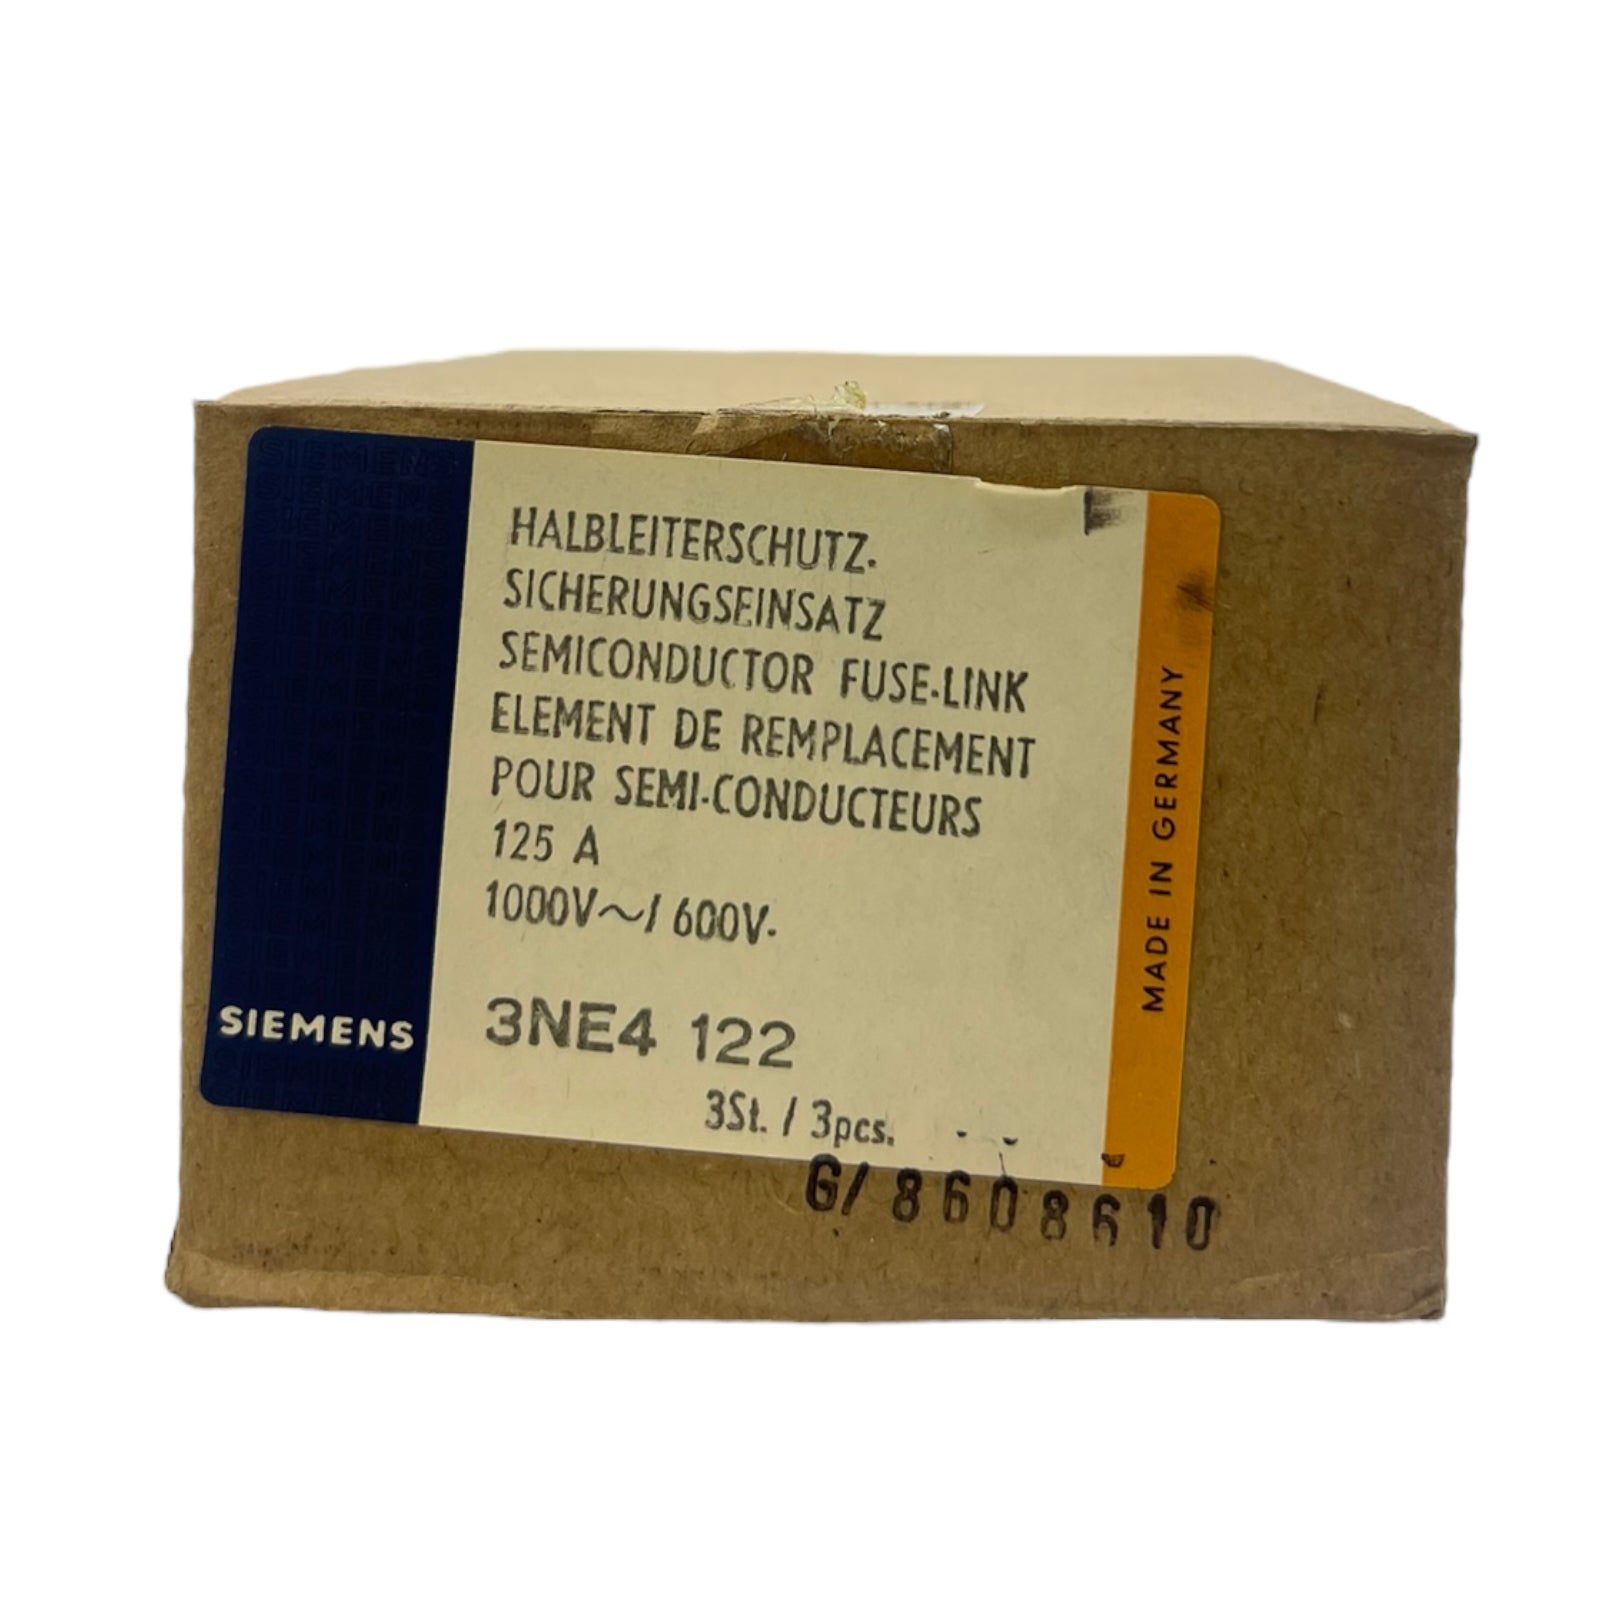 HALBLEITERSCHUTZ-
SICHERUNGSEINSATZ
SEMICONDUCTOR FUSE-LINK
ELEMENT DE REMPLACEMENT
POUR SEMI-CONDUCTEURS
125 A
1000V~/ 600V-
SIEMENS
3NE4 122
3St. / 3pcs.
MADE IN GERMANY
G/ 8608610